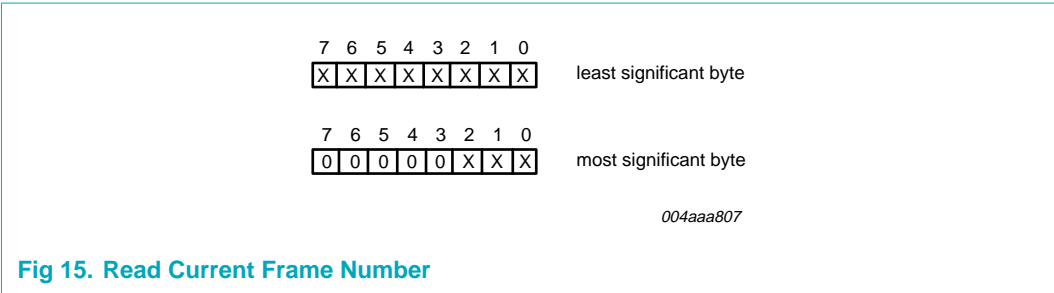 7 6 5 4 3 2 1 0
X X X X X X X X least significant byte
7 6 5 4 3 2 1 0
0 0 0 0 0 X X X most significant byte
004aaa807
Fig 15. Read Current Frame Number